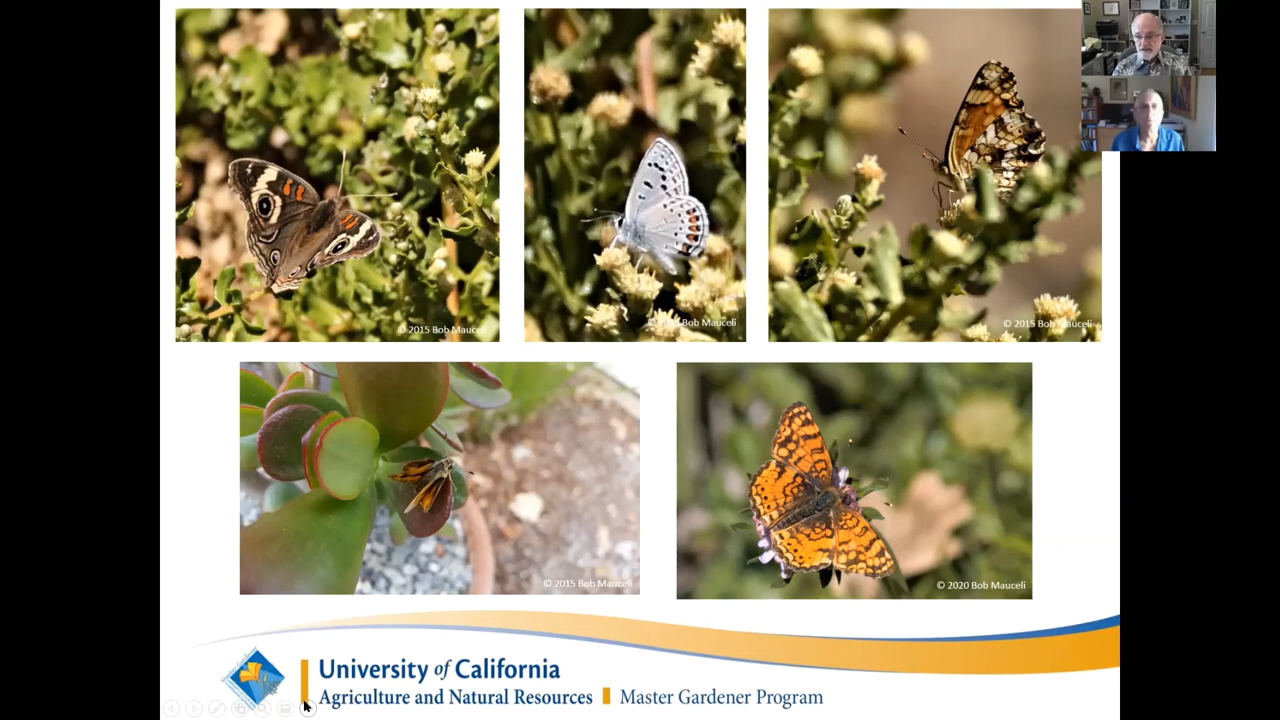 © 2015 Bob Mauceli
Bob Mauceli
© 2015 Bob Mauceli
© 2015 Bob Mauceli
© 2020 Bob Mauceli
University of California
Agriculture and Natural Resources
Master Gardener Program